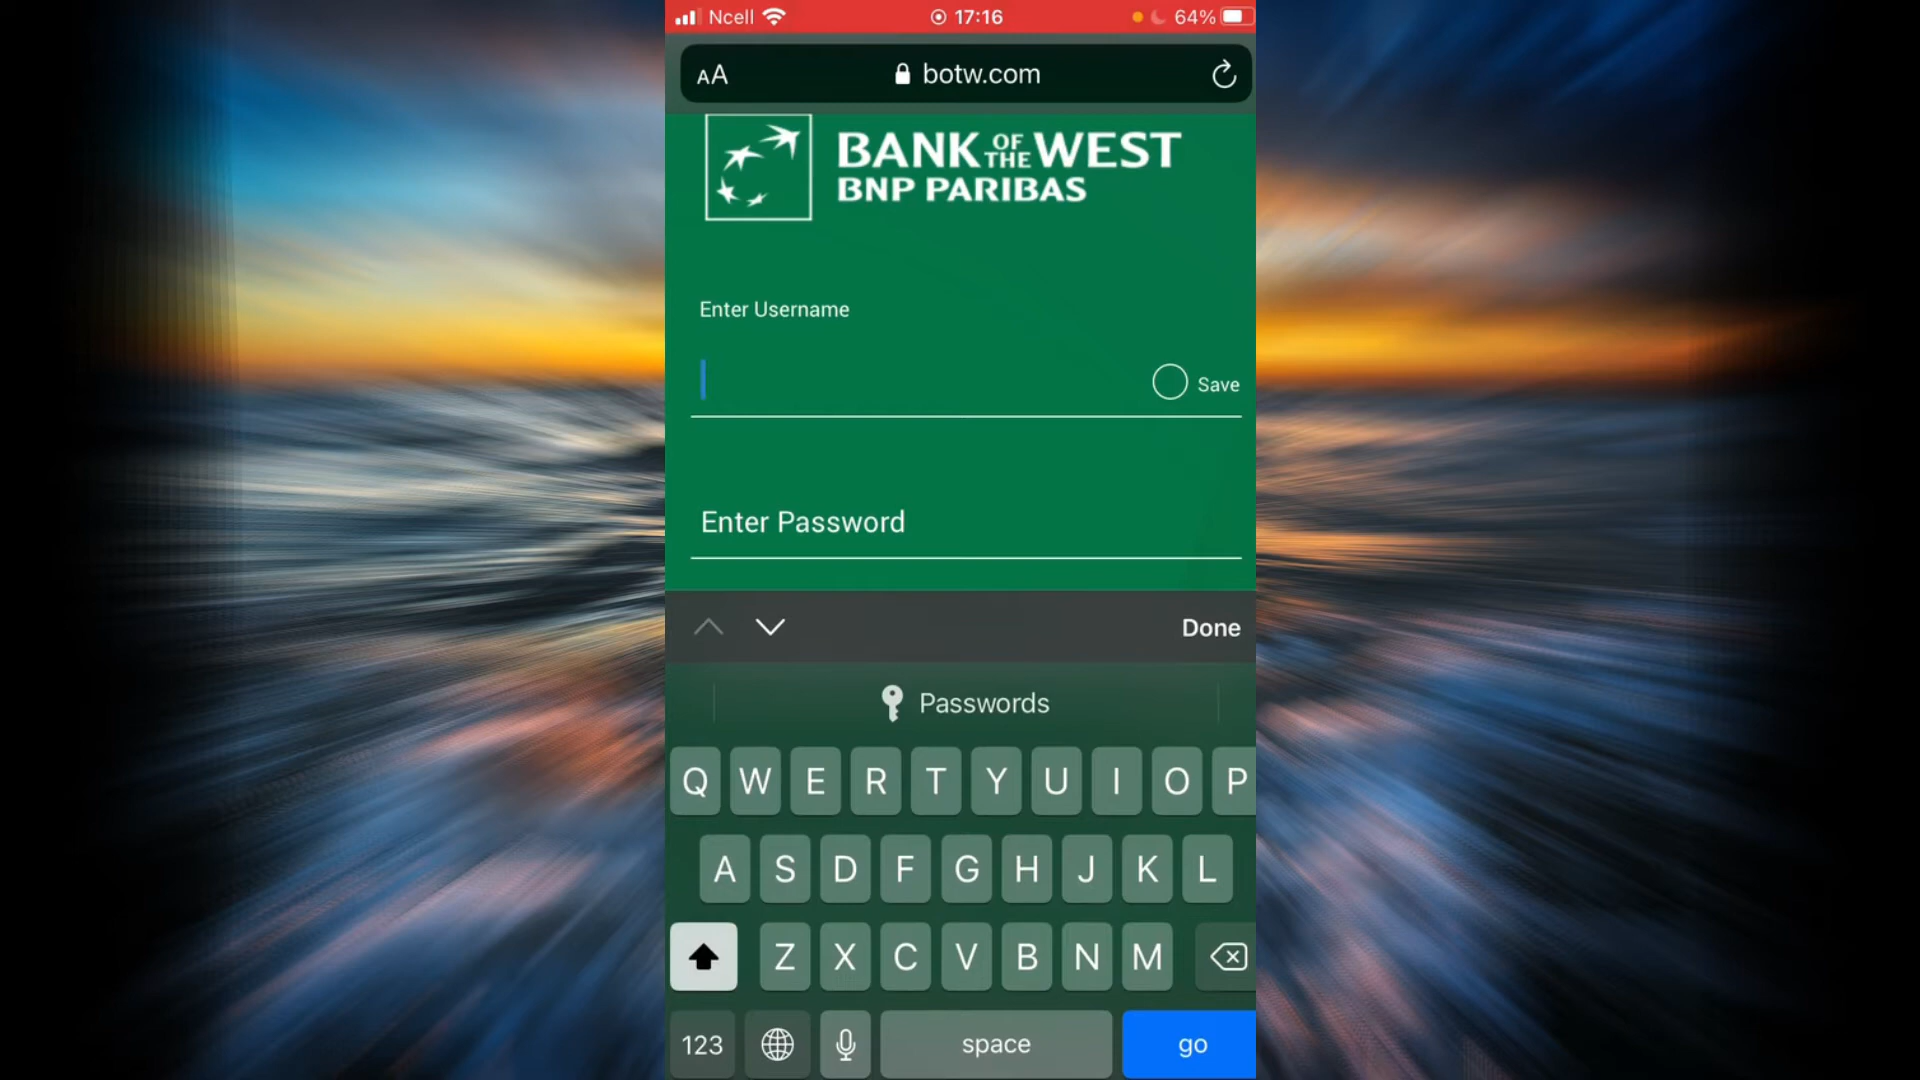 Ncell 17:16 64%
AA botw.com
BANK OF THE WEST
BNP PARIBAS
Enter Username
Save
Enter Password
Done
Passwords
Q W E R T Y U I O P
A S D F G H J K L
Z X C V B N M
123 space go